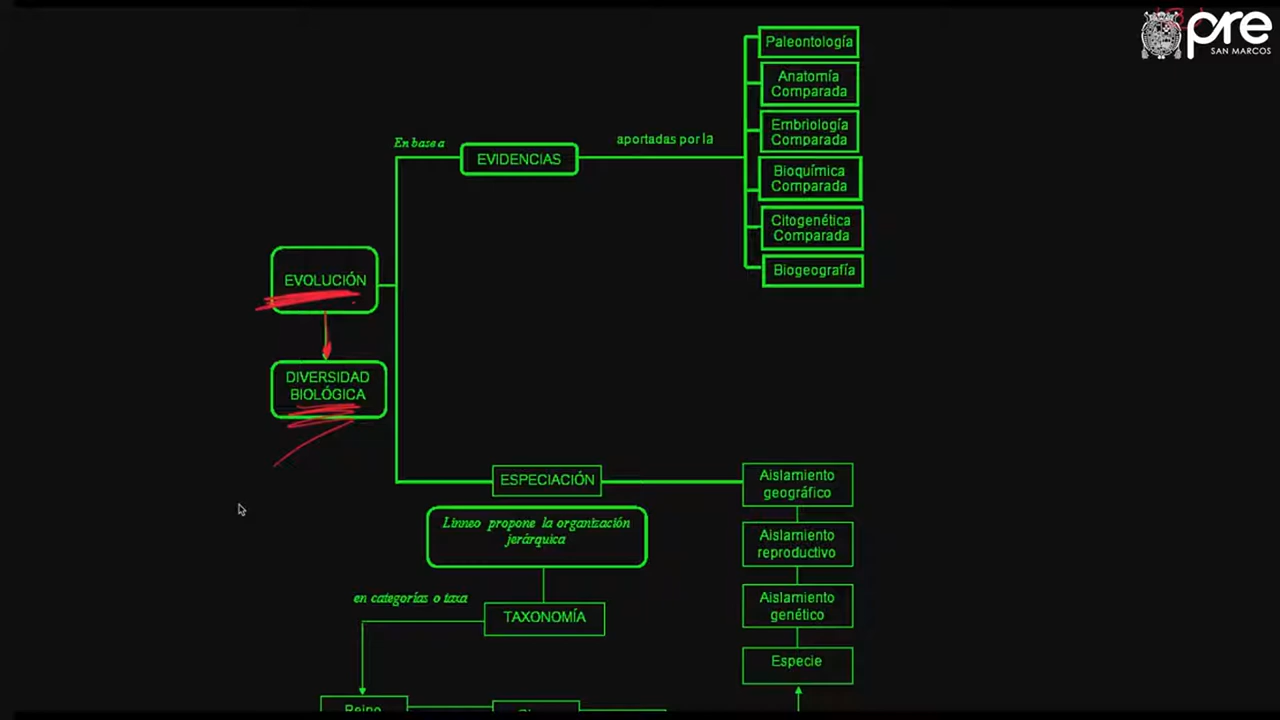 pre
SAN MARCOS
Paleontología
Anatomía
Comparada
Embriología
Comparada
Bioquímica
Comparada
Citogenética
Comparada
Biogeografía
En base a
EVIDENCIAS
aportadas por la
EVOLUCIÓN
DIVERSIDAD
BIOLÓGICA
ESPECIACIÓN
Aislamiento
geográfico
Aislamiento
reproductivo
Aislamiento
genético
Especie
Linneo propone la organización
jerárquica
en categorías o taxa
TAXONOMÍA
Reino